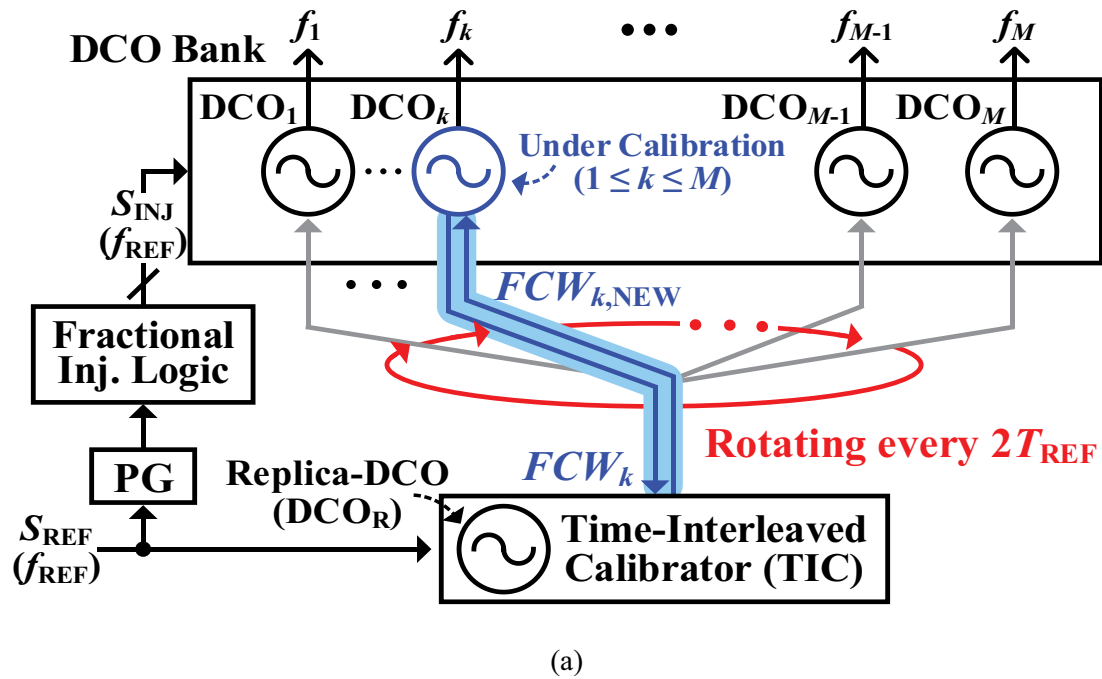 f1 fk ••• fM-1 fM
DCO Bank
DCO1 DCOk DCOM-1 DCOM
•••
Under Calibration
(1 ≤ k ≤ M)
SINJ
(fREF)
•••
FCWk,NEW
•••
Fractional
Inj. Logic
Rotating every 2TREF
FCWk
PG
Replica-DCO
(DCOR)
SREF
(fREF)
Time-Interleaved
Calibrator (TIC)
(a)